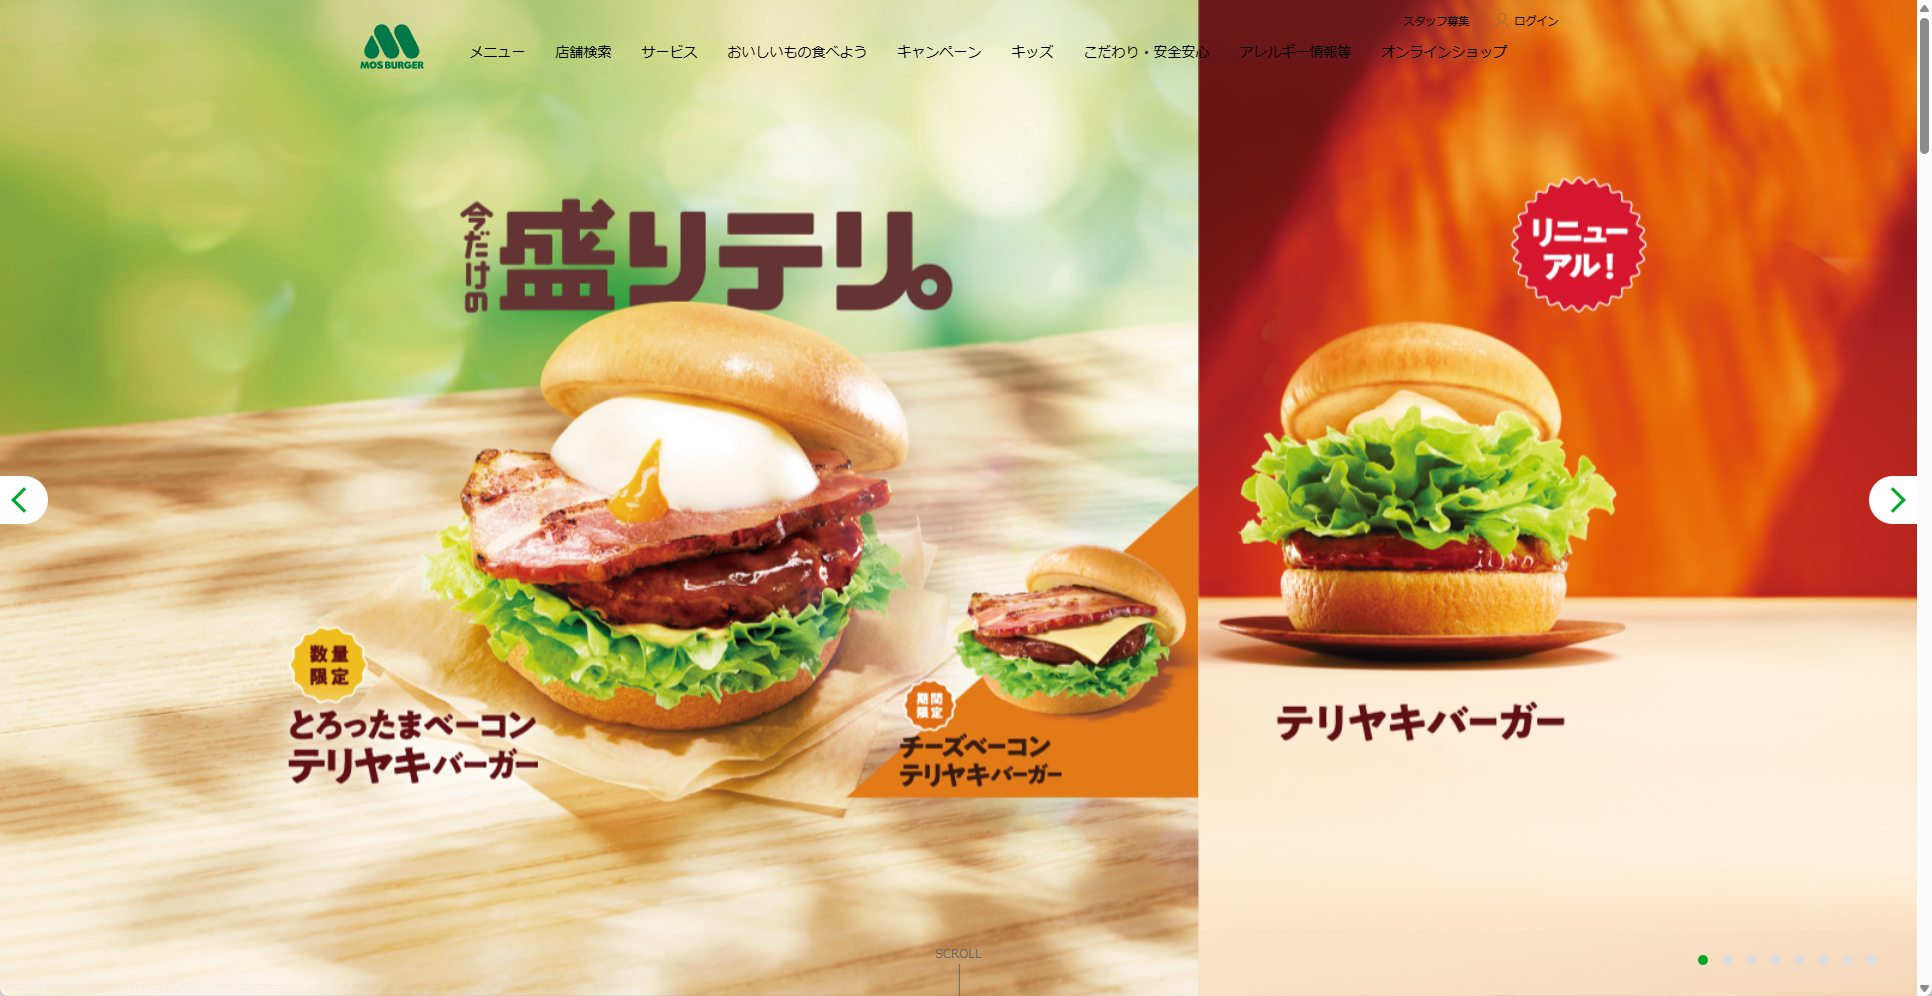 スタッフ募集 ログイン
MOS BURGER
メニュー 店舗検索 サービス おいしいもの食べよう キャンペーン キッズ こだわり・安全安心 アレルギー情報等 オンラインショップ
今だけの
盛りテリ。
数量
限定
とろったまベーコン
テリヤキバーガー
期間
限定
チーズベーコン
テリヤキバーガー
リニュー
アル!
テリヤキバーガー
SCROLL